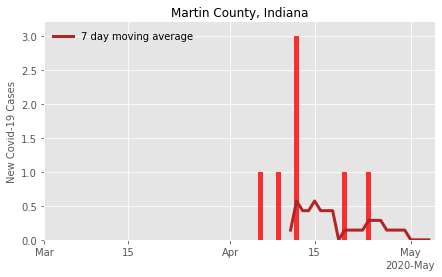 Martin County, Indiana
7 day moving average
New Covid-19 Cases
3.0
2.5
2.0
1.5
1.0
0.5
0.0
Mar
15
Apr
15
May
2020-May